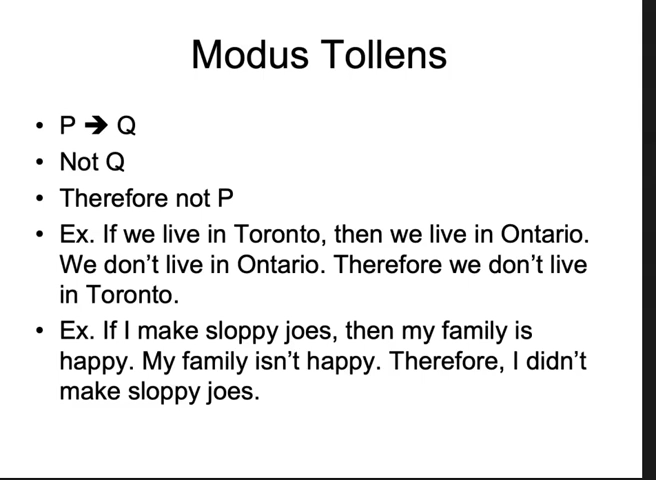 Modus Tollens
• P ➔ Q
• Not Q
• Therefore not P
• Ex. If we live in Toronto, then we live in Ontario.
We don’t live in Ontario. Therefore we don’t live
in Toronto.
• Ex. If I make sloppy joes, then my family is
happy. My family isn’t happy. Therefore, I didn’t
make sloppy joes.